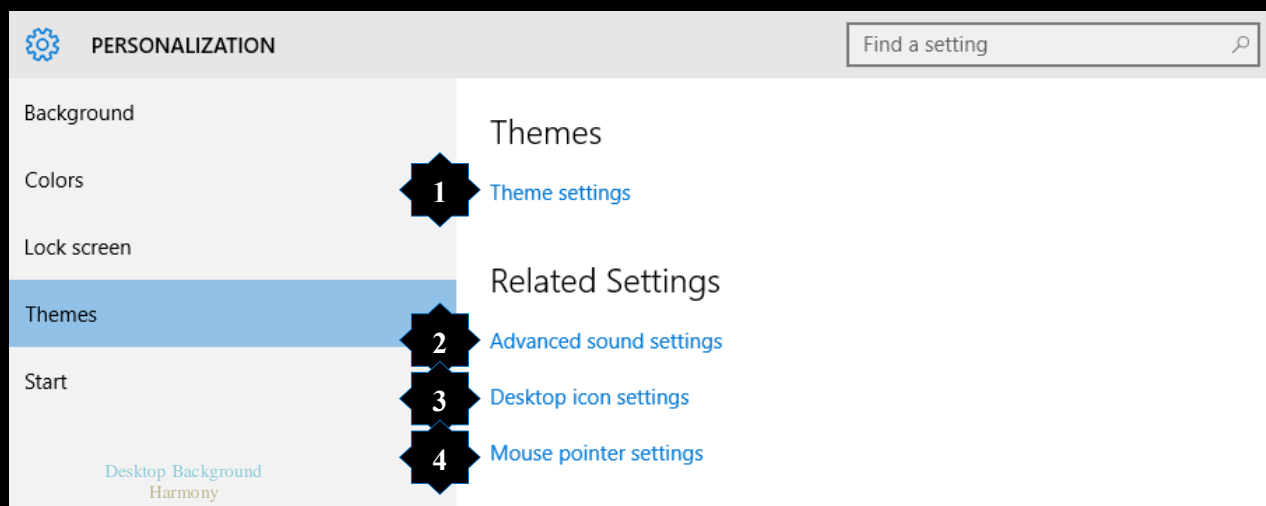 PERSONALIZATION
Find a setting
Background
Colors
Lock screen
Themes
Start
Desktop Background
Harmony
Themes
1 Theme settings
Related Settings
2 Advanced sound settings
3 Desktop icon settings
4 Mouse pointer settings